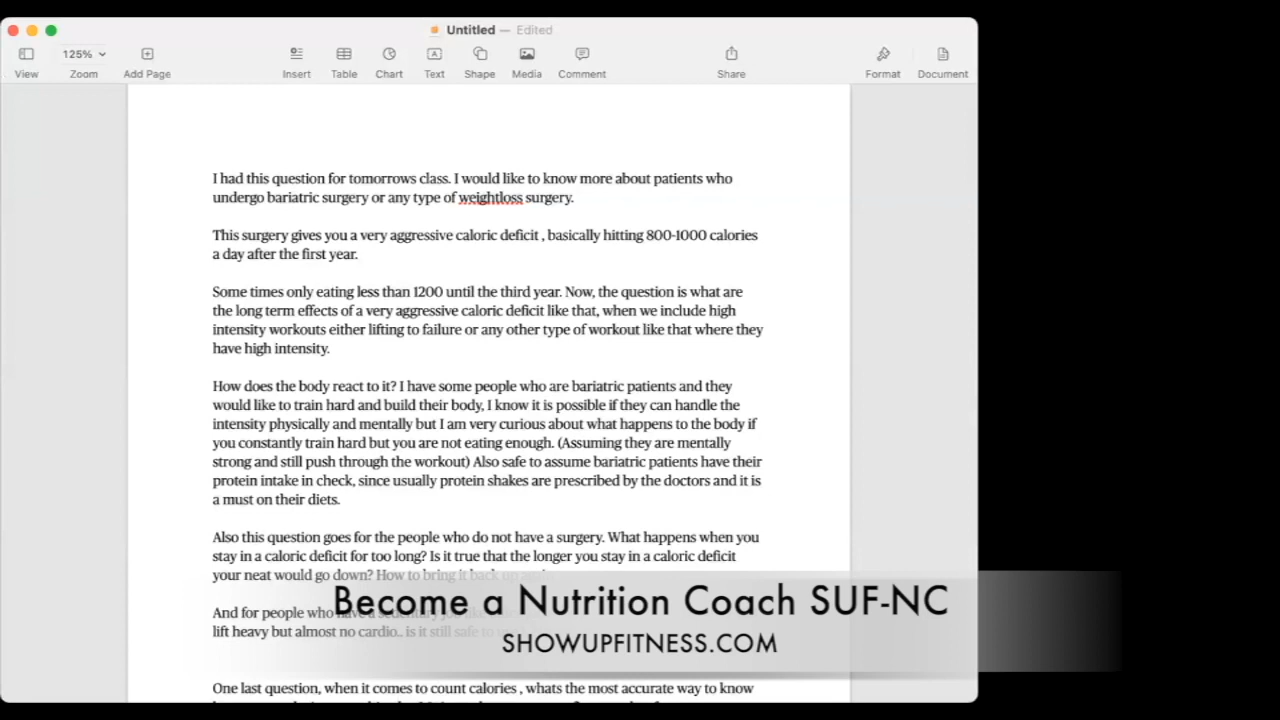 Untitled — Edited
125%
View Zoom Add Page Insert Table Chart Text Shape Media Comment Share Format Document
I had this question for tomorrows class. I would like to know more about patients who
undergo bariatric surgery or any type of weightloss surgery.
This surgery gives you a very aggressive caloric deficit , basically hitting 800-1000 calories
a day after the first year.
Some times only eating less than 1200 until the third year. Now, the question is what are
the long term effects of a very aggressive caloric deficit like that, when we include high
intensity workouts either lifting to failure or any other type of workout like that where they
have high intensity.
How does the body react to it? I have some people who are bariatric patients and they
would like to train hard and build their body, I know it is possible if they can handle the
intensity physically and mentally but I am very curious about what happens to the body if
you constantly train hard but you are not eating enough. (Assuming they are mentally
strong and still push through the workout) Also safe to assume bariatric patients have their
protein intake in check, since usually protein shakes are prescribed by the doctors and it is
a must on their diets.
Also this question goes for the people who do not have a surgery. What happens when you
stay in a caloric deficit for too long? Is it true that the longer you stay in a caloric deficit
your neat would go down? How to bring it back up
And for people who have a sedentary job
lift heavy but almost no cardio.. is it still safe to
Become a Nutrition Coach SUF-NC
SHOWUPFITNESS.COM
One last question, when it comes to count calories , whats the most accurate way to know